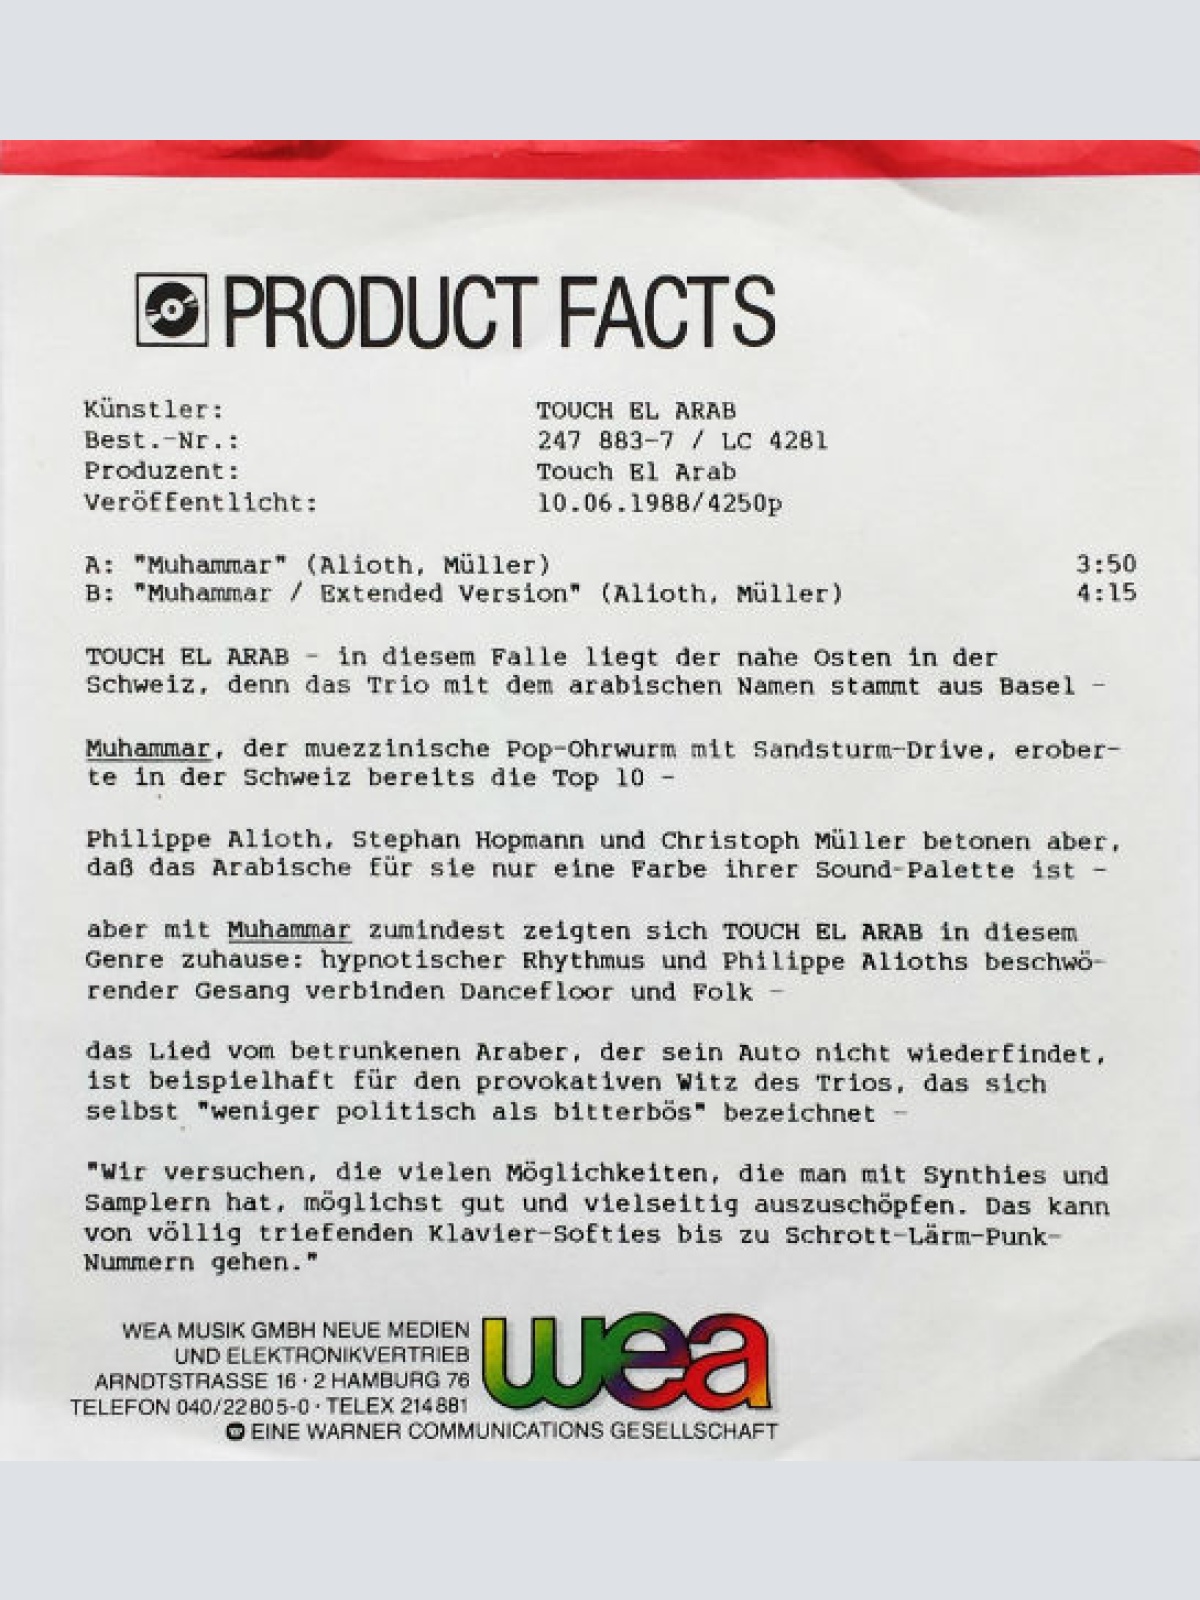 PRODUCT FACTS
Künstler: TOUCH EL ARAB
Best.-Nr.: 247 883-7 / LC 4281
Produzent: Touch El Arab
Veröffentlicht: 10.06.1988/4250p
A: "Muhammar" (Alioth, Müller) 3:50
B: "Muhammar / Extended Version" (Alioth, Müller) 4:15
TOUCH EL ARAB - in diesem Falle liegt der nahe Osten in der
Schweiz, denn das Trio mit dem arabischen Namen stammt aus Basel -
Muhammar, der muezzinische Pop-Ohrwurm mit Sandsturm-Drive, erober-
te in der Schweiz bereits die Top 10 -
Philippe Alioth, Stephan Hopmann und Christoph Müller betonen aber,
daß das Arabische für sie nur eine Farbe ihrer Sound-Palette ist -
aber mit Muhammar zumindest zeigten sich TOUCH EL ARAB in diesem
Genre zuhause: hypnotischer Rhythmus und Philippe Alioths beschwö-
render Gesang verbinden Dancefloor und Folk -
das Lied vom betrunkenen Araber, der sein Auto nicht wiederfindet,
ist beispielhaft für den provokativen Witz des Trios, das sich
selbst "weniger politisch als bitterbös" bezeichnet -
"Wir versuchen, die vielen Möglichkeiten, die man mit Synthies und
Samplern hat, möglichst gut und vielseitig auszuschöpfen. Das kann
von völlig triefenden Klavier-Softies bis zu Schrott-Lärm-Punk-
Nummern gehen."
WEA MUSIK GMBH NEUE MEDIEN
UND ELEKTRONIKVERTRIEB
ARNDTSTRASSE 16 · 2 HAMBURG 76
TELEFON 040/22805-0 · TELEX 214881
wea
EINE WARNER COMMUNICATIONS GESELLSCHAFT